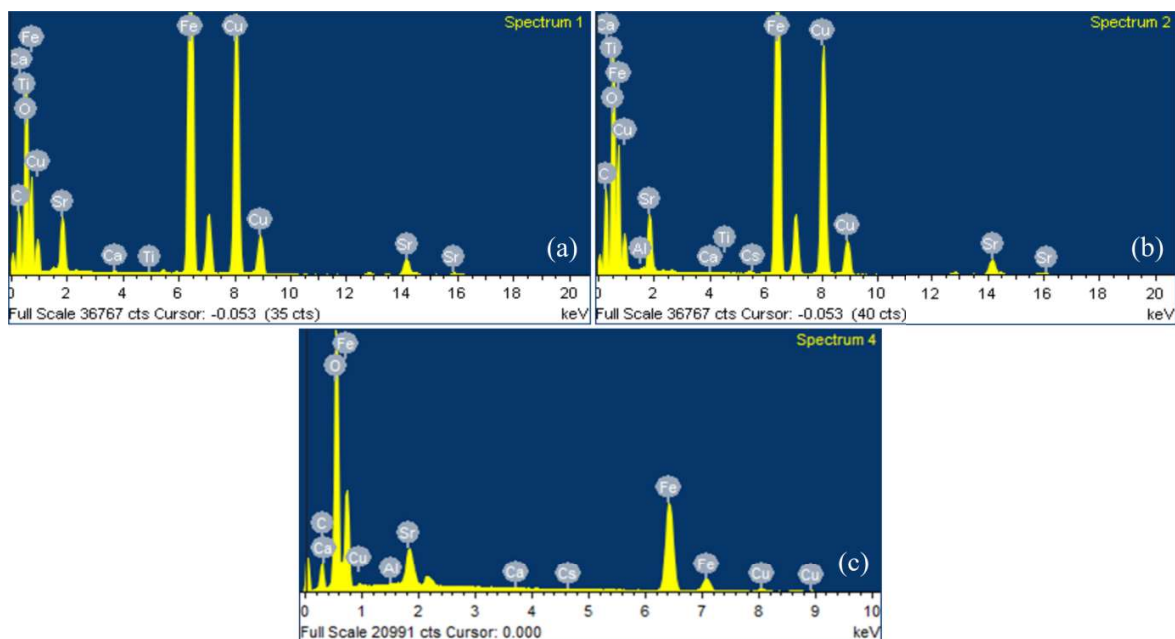 Spectrum 1
Fe Cu
Fe
Ca
Ti
O
Cu
C Sr Cu
Sr
Ca Ti Sr (a)
0 2 4 6 8 10 12 14 16 18 20
Full Scale 36767 cts Cursor: -0.053 (35 cts) keV
Spectrum 2
Ca Fe Cu
Ti
Fe
O
Cu
C Sr
Cu
Al Ti Sr
Ca Cs Sr (b)
0 2 4 6 8 10 12 14 16 18 20
Full Scale 36767 cts Cursor: -0.053 (40 cts) keV
Spectrum 4
Fe
O
Fe
C Sr
Ca
Cu Fe
Al Ca Cs Cu Cu (c)
0 1 2 3 4 5 6 7 8 9 10
Full Scale 20991 cts Cursor: 0.000 keV